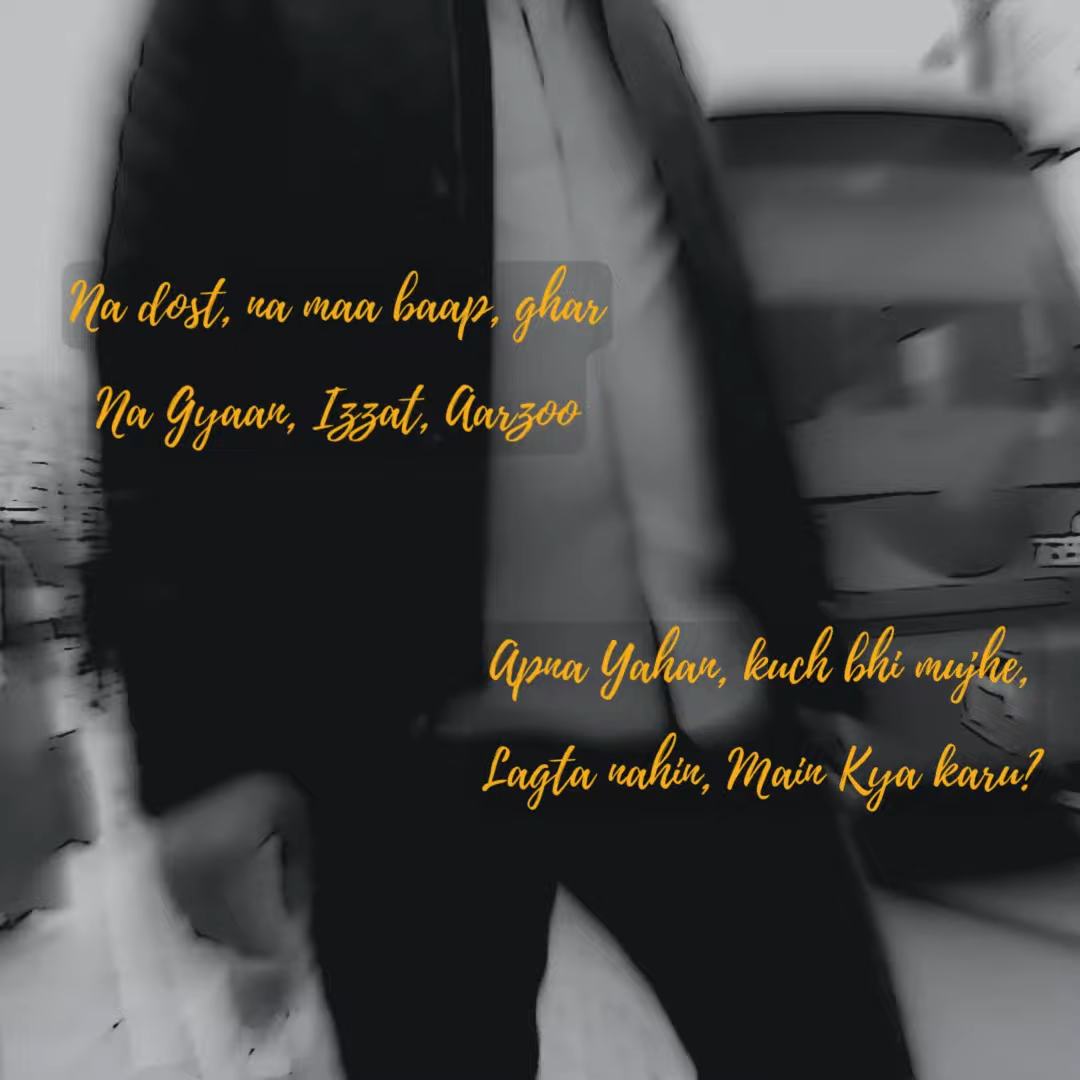 Na dost, na maa baap, ghar
Na Gyaan, Izzat, Aarzoo
Apna Yahan, kuch bhi mujhe,
Lagta nahin, Main Kya karu?